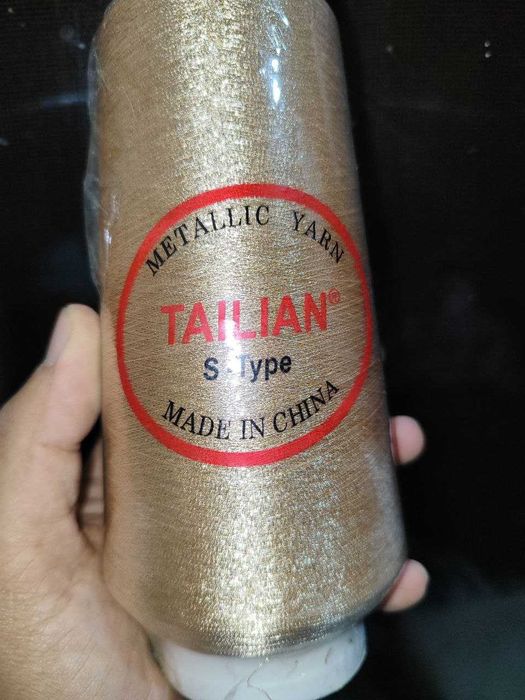 METALLIC YARN
TAILIAN®
S-Type
MADE IN CHINA